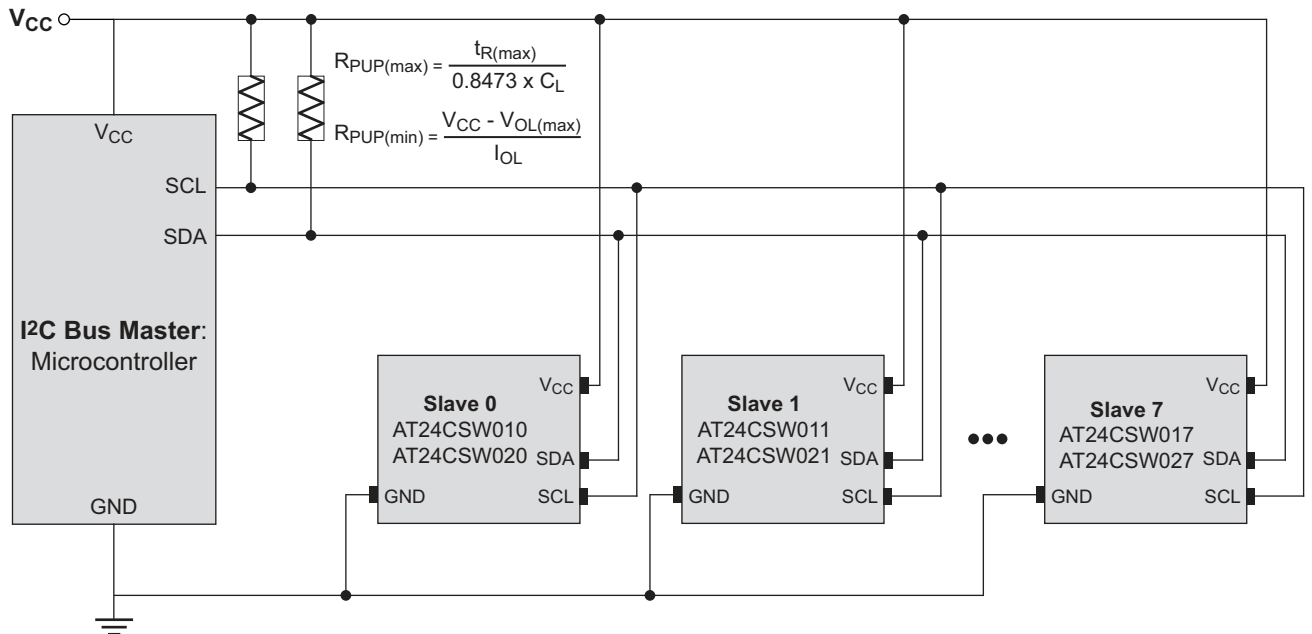 VCC
RPUP(max) = tR(max)
0.8473 x CL
RPUP(min) = VCC - VOL(max)
IOL
VCC
SCL
SDA
I2C Bus Master:
Microcontroller
GND
Slave 0
AT24CSW010
AT24CSW020
VCC
SDA
SCL
GND
Slave 1
AT24CSW011
AT24CSW021
VCC
SDA
SCL
GND
Slave 7
AT24CSW017
AT24CSW027
VCC
SDA
SCL
GND